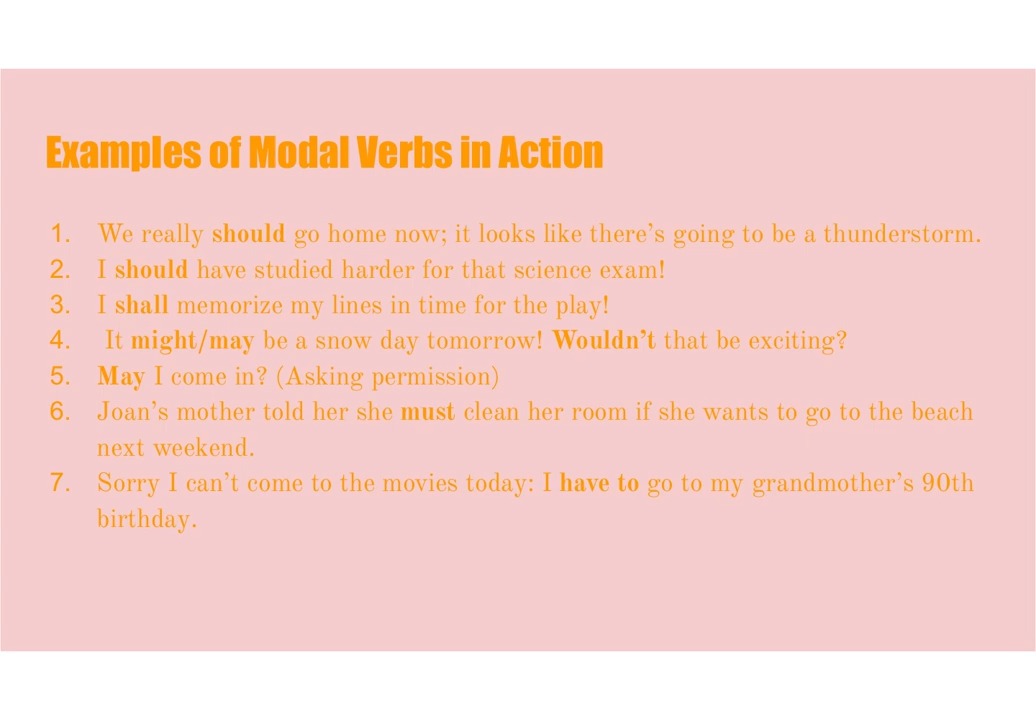 Examples of Modal Verbs in Action
1. We really should go home now; it looks like there’s going to be a thunderstorm.
2. I should have studied harder for that science exam!
3. I shall memorize my lines in time for the play!
4. It might/may be a snow day tomorrow! Wouldn’t that be exciting?
5. May I come in? (Asking permission)
6. Joan’s mother told her she must clean her room if she wants to go to the beach
next weekend.
7. Sorry I can’t come to the movies today: I have to go to my grandmother’s 90th
birthday.